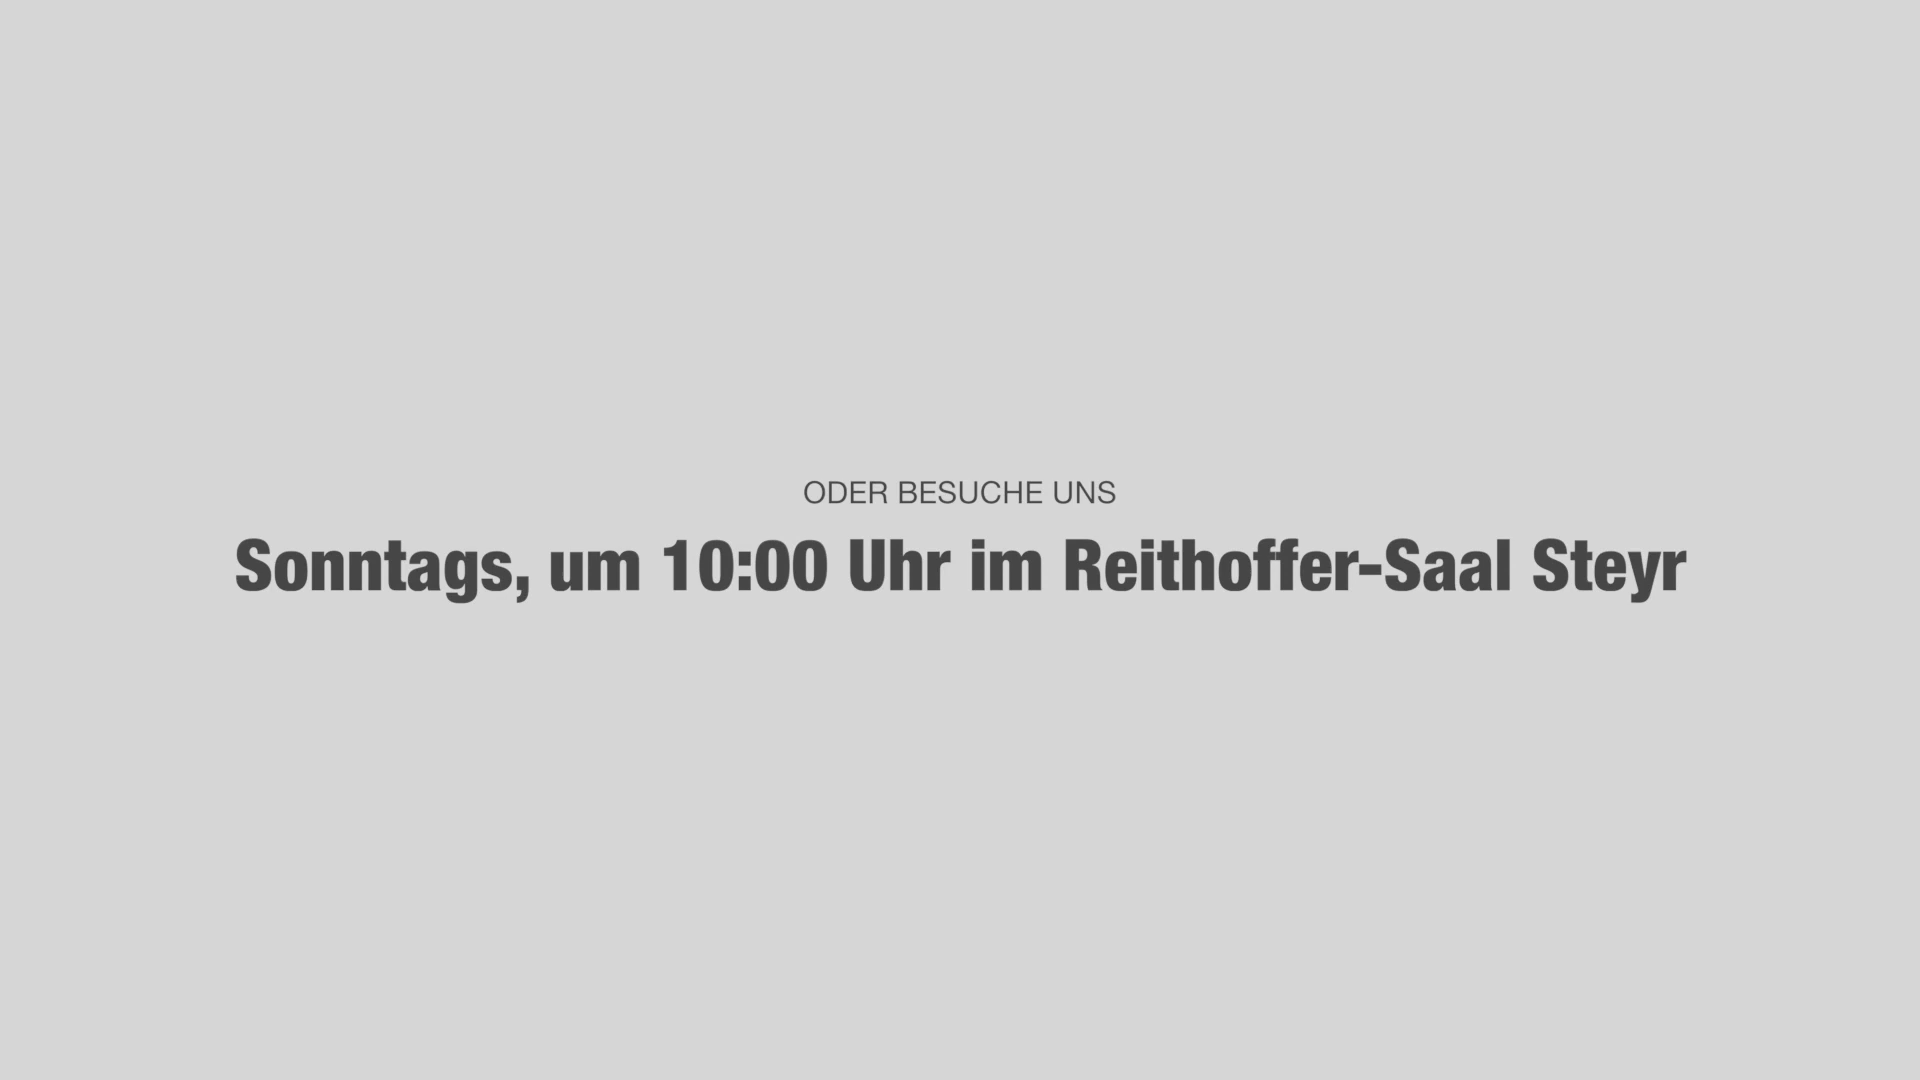 ODER BESUCHE UNS
Sonntags, um 10:00 Uhr im Reithoffer-Saal Steyr